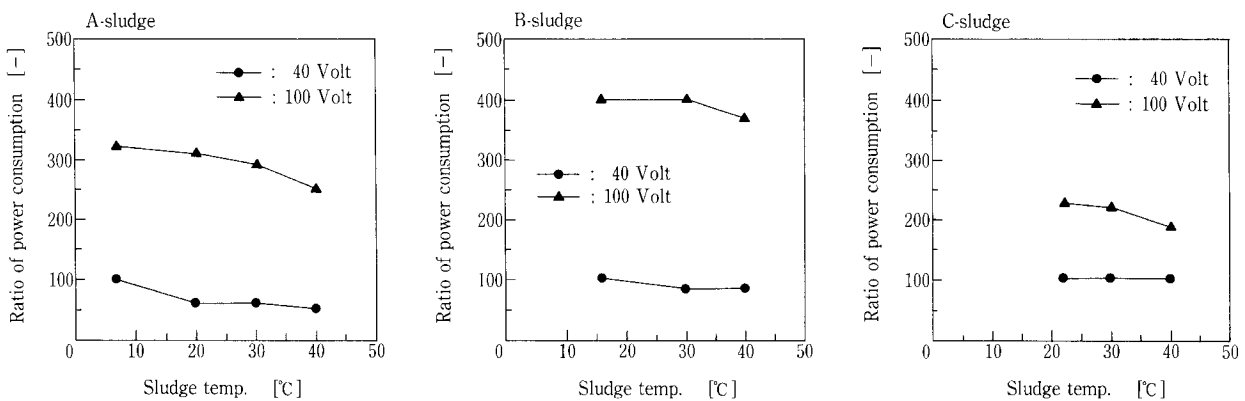 A-sludge
Ratio of power consumption [-]
500
400
300
200
100
0
10
20
30
40
50
: 40 Volt
: 100 Volt
Sludge temp. [℃]
B-sludge
Ratio of power consumption [-]
500
400
300
200
100
0
10
20
30
40
50
: 40 Volt
: 100 Volt
Sludge temp. [℃]
C-sludge
Ratio of power consumption [-]
500
400
300
200
100
0
10
20
30
40
50
: 40 Volt
: 100 Volt
Sludge temp. [℃]